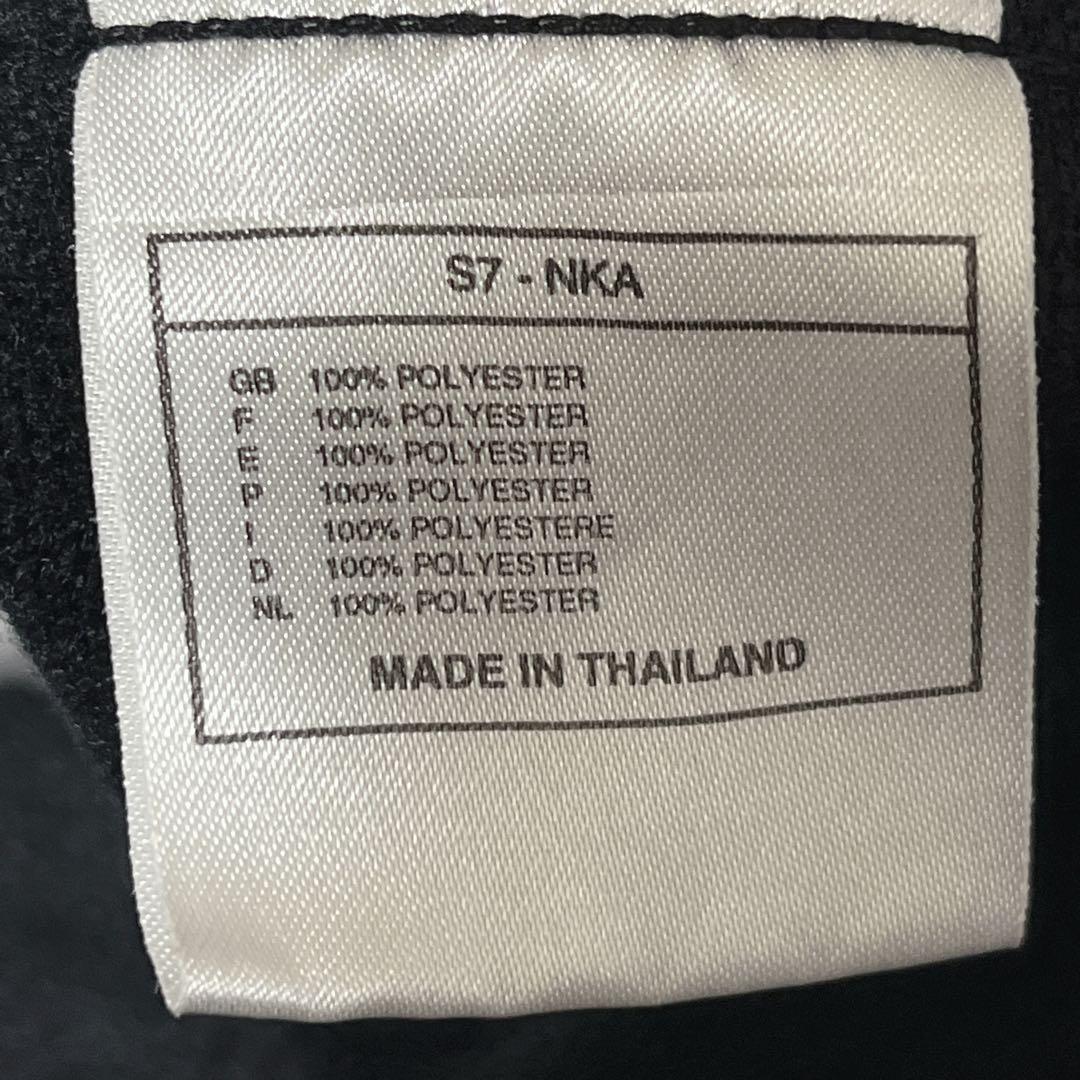 S7 - NKA
GB 100% POLYESTER
F 100% POLYESTER
E 100% POLYESTER
P 100% POLYESTER
I 100% POLYESTERE
D 100% POLYESTER
NL 100% POLYESTER
MADE IN THAILAND